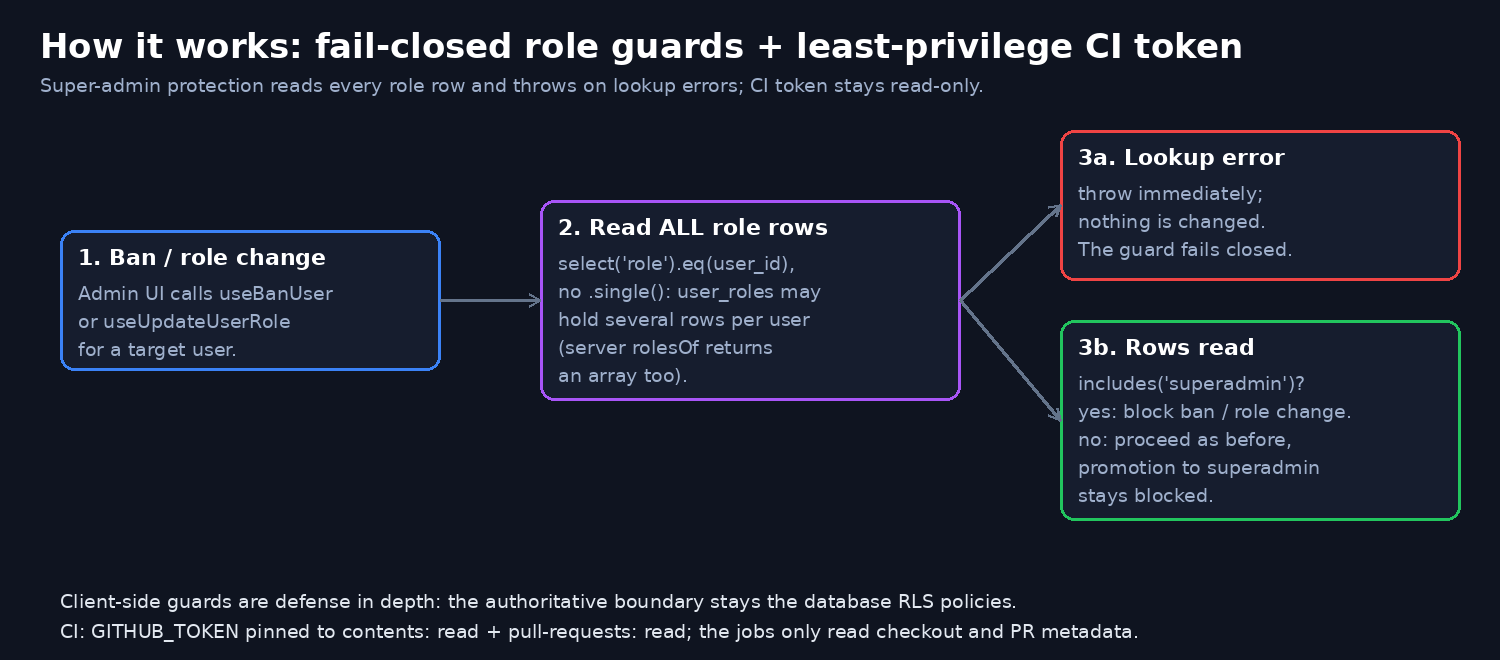 How it works: fail-closed role guards + least-privilege CI token
Super-admin protection reads every role row and throws on lookup errors; CI token stays read-only.
1. Ban / role change
Admin UI calls useBanUser
or useUpdateUserRole
for a target user.
2. Read ALL role rows
select('role').eq(user_id),
no .single(): user_roles may
hold several rows per user
(server rolesOf returns
an array too).
3a. Lookup error
throw immediately;
nothing is changed.
The guard fails closed.
3b. Rows read
includes('superadmin')?
yes: block ban / role change.
no: proceed as before,
promotion to superadmin
stays blocked.
Client-side guards are defense in depth: the authoritative boundary stays the database RLS policies.
CI: GITHUB_TOKEN pinned to contents: read + pull-requests: read; the jobs only read checkout and PR metadata.